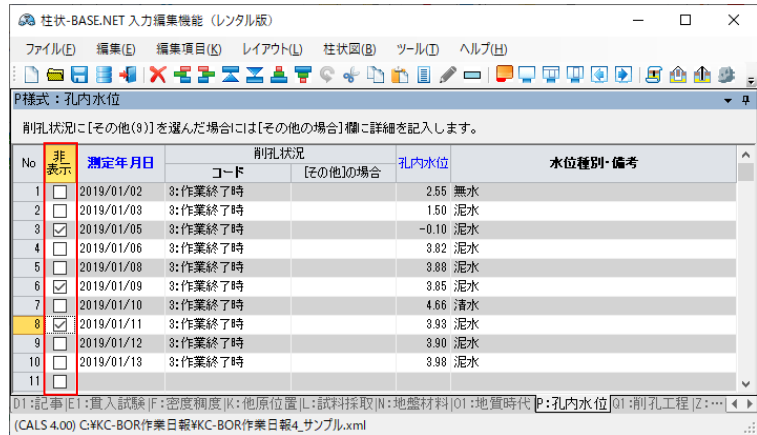 柱状-BASE.NET 入力編集機能（レンタル版）
ファイル(F) 編集(E) 編集項目(K) レイアウト(L) 柱状図(B) ツール(T) ヘルプ(H)
P様式：孔内水位
削孔状況に[その他(9)]を選んだ場合には[その他の場合]欄に詳細を記入します。
No 非表示 測定年月日 削孔状況 孔内水位 水位種別・備考
コード [その他]の場合
1 2019/01/02 3:作業終了時 2.55 無水
2 2019/01/03 3:作業終了時 1.50 泥水
3 2019/01/05 3:作業終了時 -0.10 泥水
4 2019/01/06 3:作業終了時 3.82 泥水
5 2019/01/08 3:作業終了時 3.88 泥水
6 2019/01/09 3:作業終了時 3.85 泥水
7 2019/01/10 3:作業終了時 4.66 清水
8 2019/01/11 3:作業終了時 3.93 泥水
9 2019/01/12 3:作業終了時 3.90 泥水
10 2019/01/13 3:作業終了時 3.98 泥水
11
D1:記事|E1:貫入試験|F:密度稠度|K:他原位置|L:試料採取|N:地盤材料|O1:地質時代|P:孔内水位|Q1:削孔工程|Z:…
(CALS 4.00) C:¥KC-BOR作業日報¥KC-BOR作業日報4_サンプル.xml